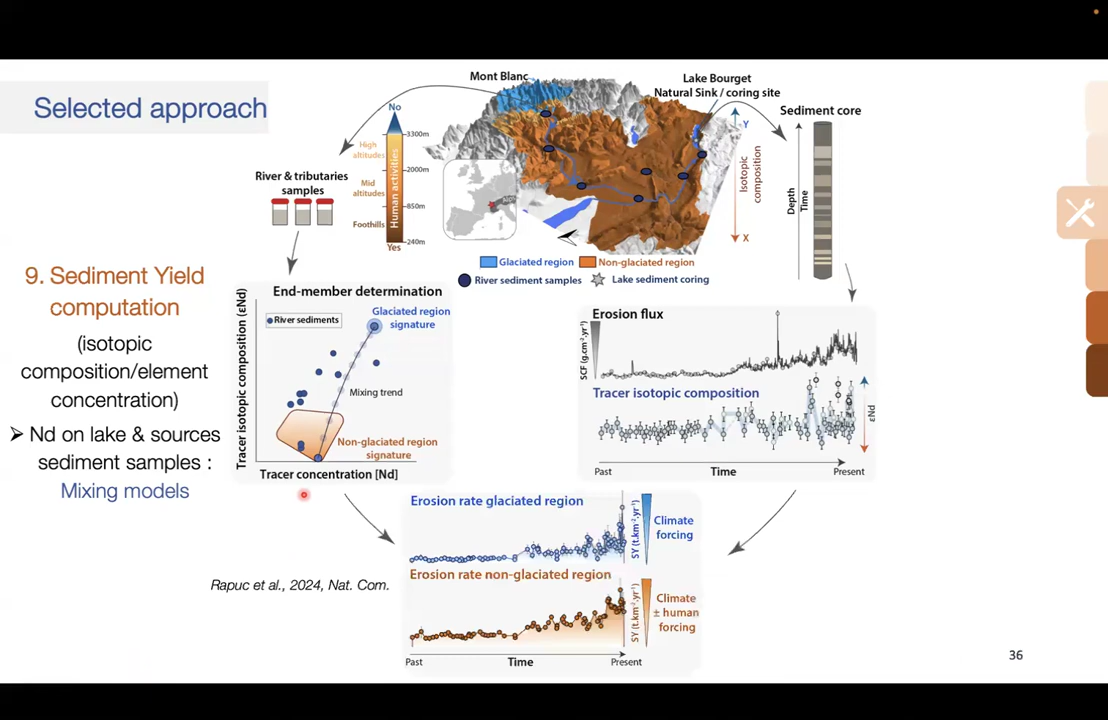 Selected approach
9. Sediment Yield
computation
(isotopic
composition/element
concentration)
➢ Nd on lake & sources
sediment samples :
Mixing models
Mont Blanc
Lake Bourget
Natural Sink / coring site
Sediment core
No
3300m
High
altitudes
2000m
Mid
altitudes
850m
Foothills
240m
Yes
Human activities
River & tributaries
samples
Y
Isotopic
composition
X
Depth
Time
Glaciated region
Non-glaciated region
River sediment samples
Lake sediment coring
End-member determination
River sediments
Glaciated region
signature
Mixing trend
Non-glaciated region
signature
Tracer isotopic composition (εNd)
Tracer concentration [Nd]
Erosion flux
SCF (g.cm⁻².yr⁻¹)
Tracer isotopic composition
εNd
Past
Time
Present
Erosion rate glaciated region
SY (t.km⁻².yr⁻¹)
Climate
forcing
Erosion rate non-glaciated region
SY (t.km⁻².yr⁻¹)
Climate
± human
forcing
Past
Time
Present
Rapuc et al., 2024, Nat. Com.
36